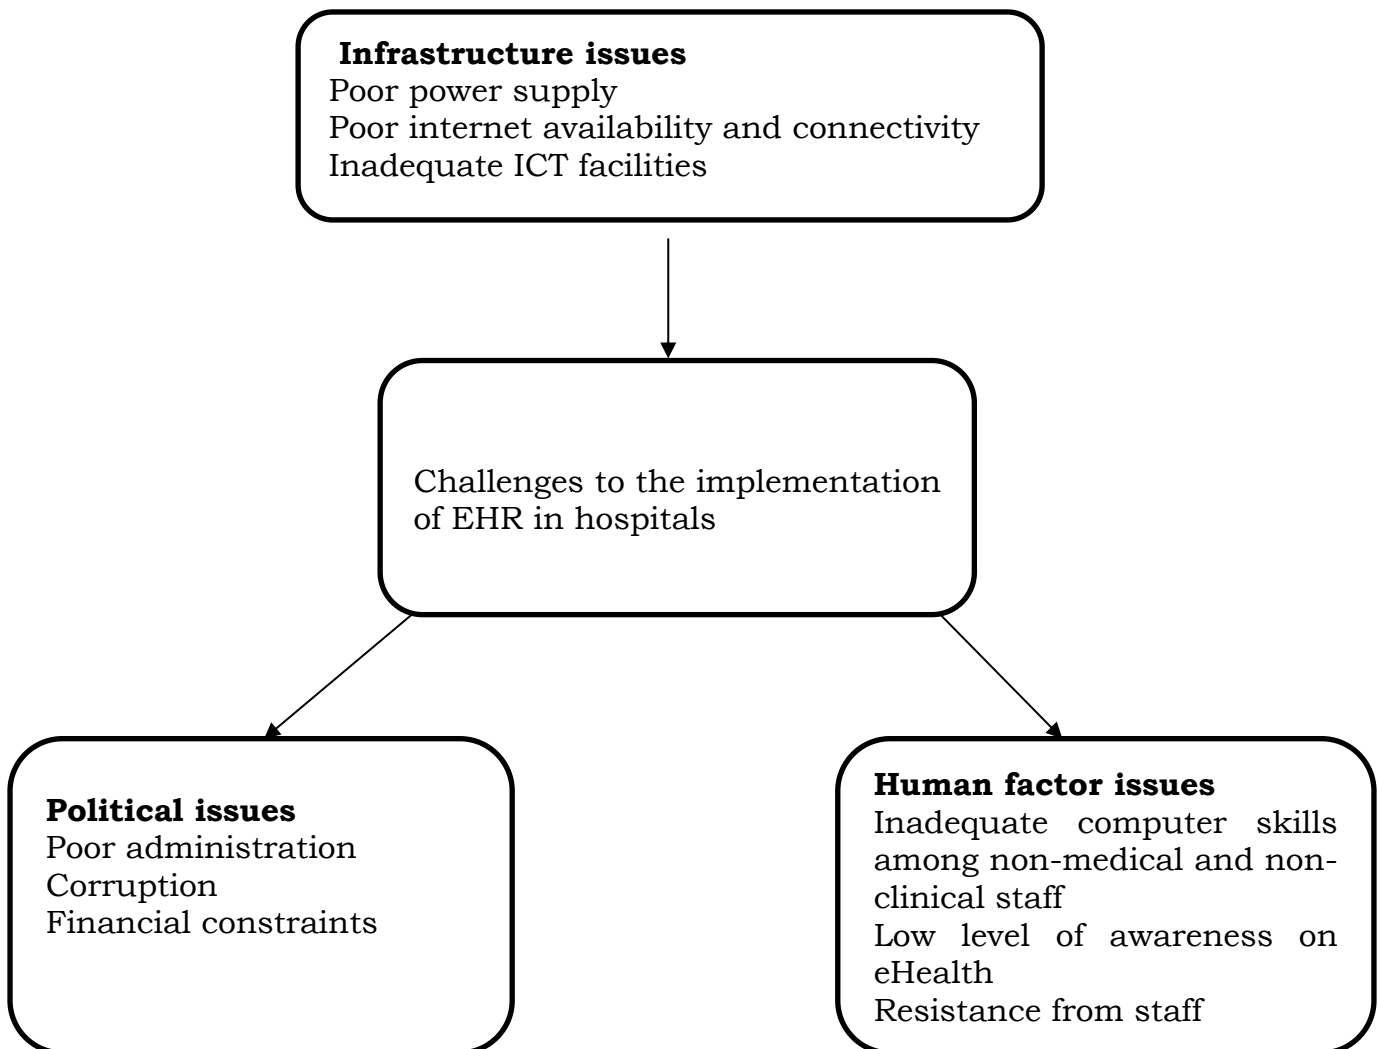 Infrastructure issues
Poor power supply
Poor internet availability and connectivity
Inadequate ICT facilities
Challenges to the implementation
of EHR in hospitals
Political issues
Poor administration
Corruption
Financial constraints
Human factor issues
Inadequate computer skills
among non-medical and non-
clinical staff
Low level of awareness on
eHealth
Resistance from staff